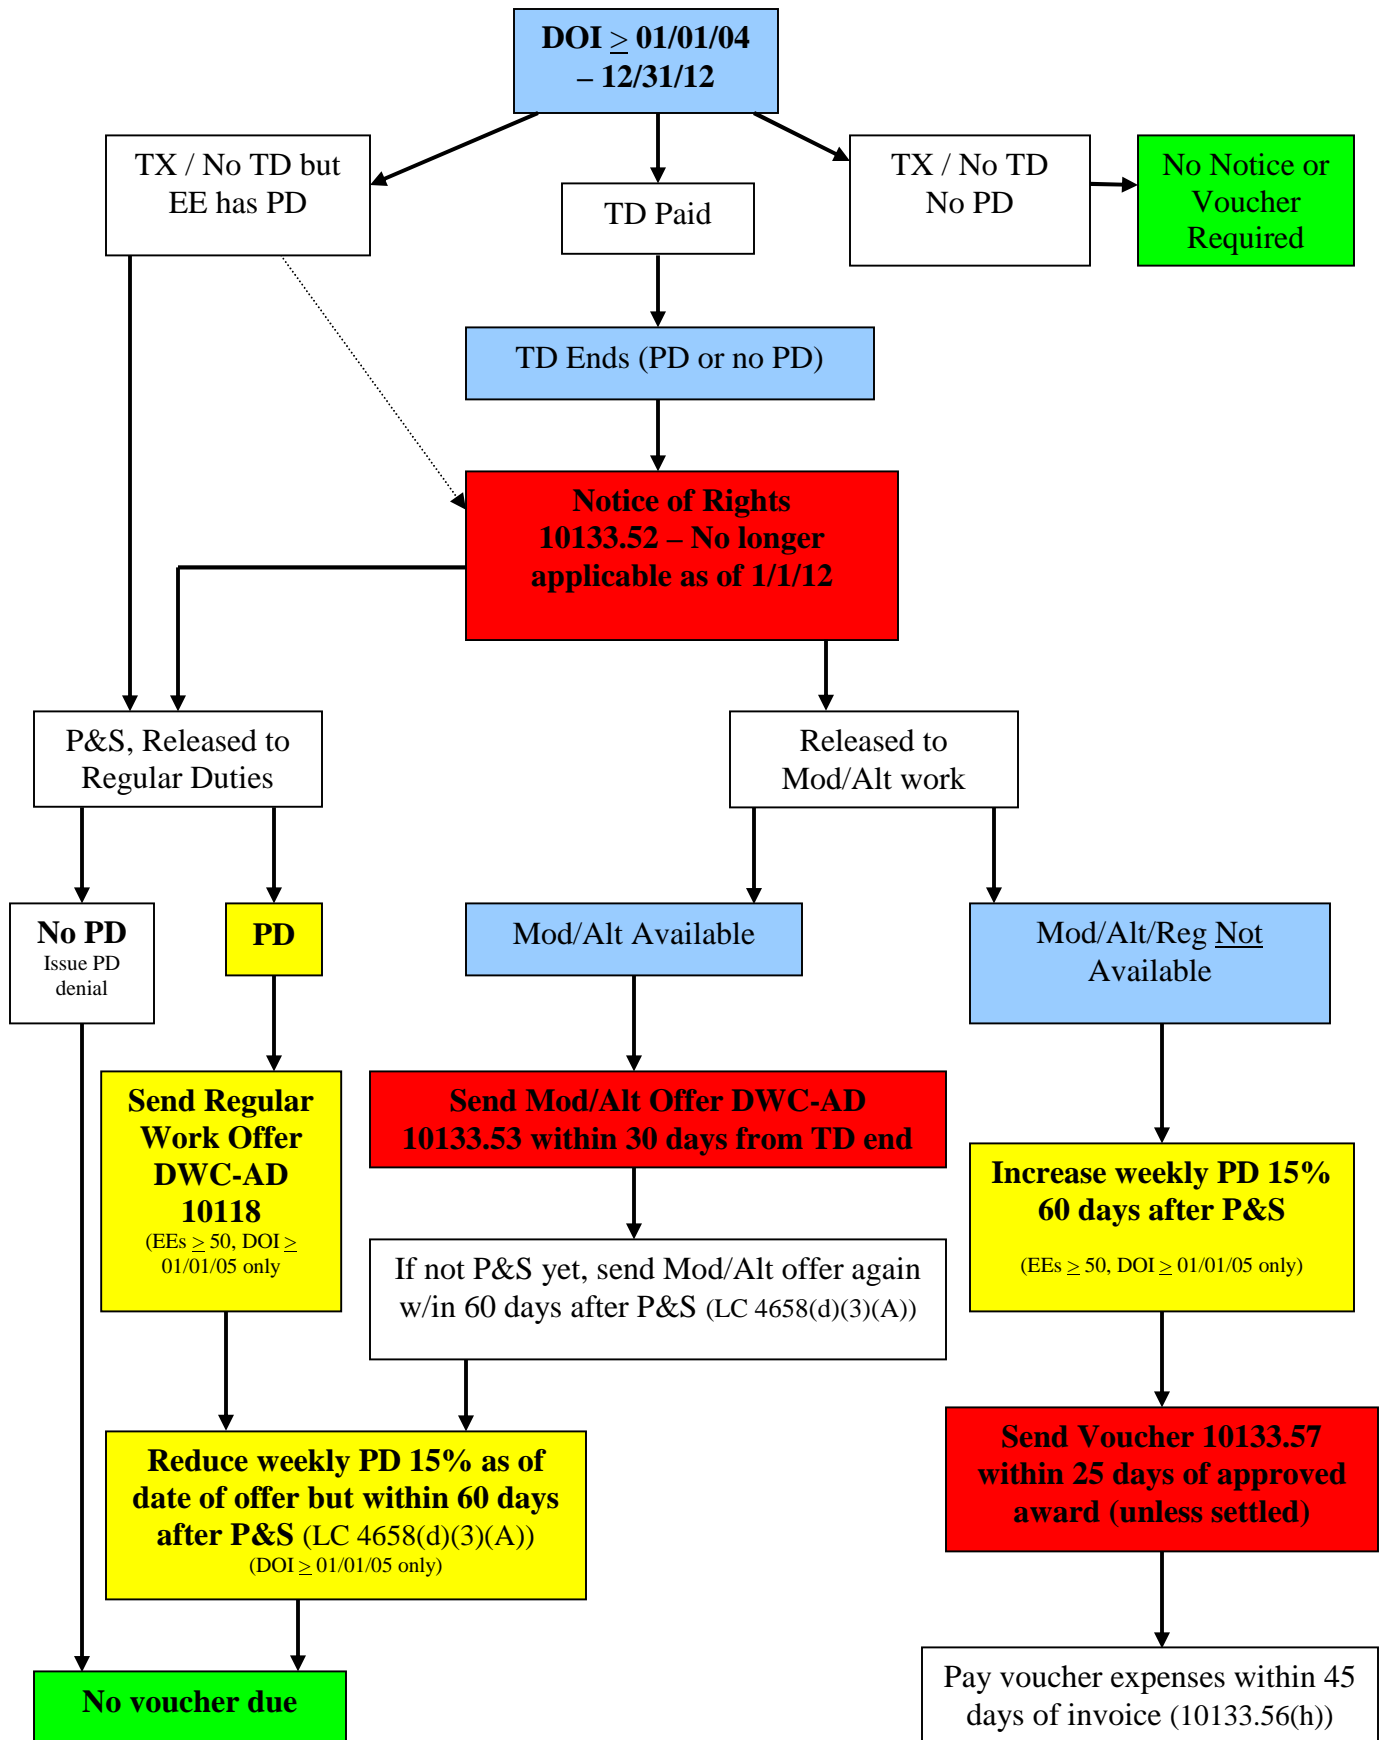 DOI ≥ 01/01/04
– 12/31/12
TX / No TD but
EE has PD
TD Paid
TX / No TD
No PD
No Notice or
Voucher
Required
TD Ends (PD or no PD)
Notice of Rights
10133.52 – No longer
applicable as of 1/1/12
P&S, Released to
Regular Duties
Released to
Mod/Alt work
No PD
Issue PD
denial
PD
Mod/Alt Available
Mod/Alt/Reg Not
Available
Send Regular
Work Offer
DWC-AD
10118
(EEs ≥ 50, DOI ≥
01/01/05 only
Send Mod/Alt Offer DWC-AD
10133.53 within 30 days from TD end
Increase weekly PD 15%
60 days after P&S
(EEs ≥ 50, DOI ≥ 01/01/05 only)
If not P&S yet, send Mod/Alt offer again
w/in 60 days after P&S (LC 4658(d)(3)(A))
Reduce weekly PD 15% as of
date of offer but within 60 days
after P&S (LC 4658(d)(3)(A))
(DOI ≥ 01/01/05 only)
Send Voucher 10133.57
within 25 days of approved
award (unless settled)
No voucher due
Pay voucher expenses within 45
days of invoice (10133.56(h))